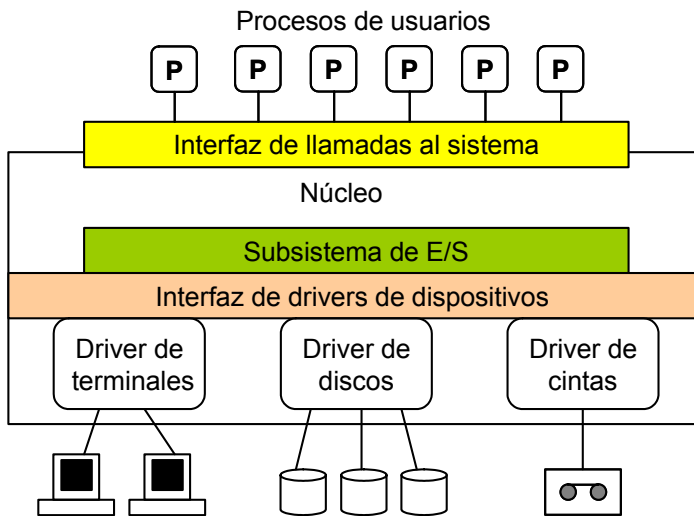 Procesos de usuarios
P P P P P P
Interfaz de llamadas al sistema
Núcleo
Subsistema de E/S
Interfaz de drivers de dispositivos
Driver de
terminales
Driver de
discos
Driver de
cintas